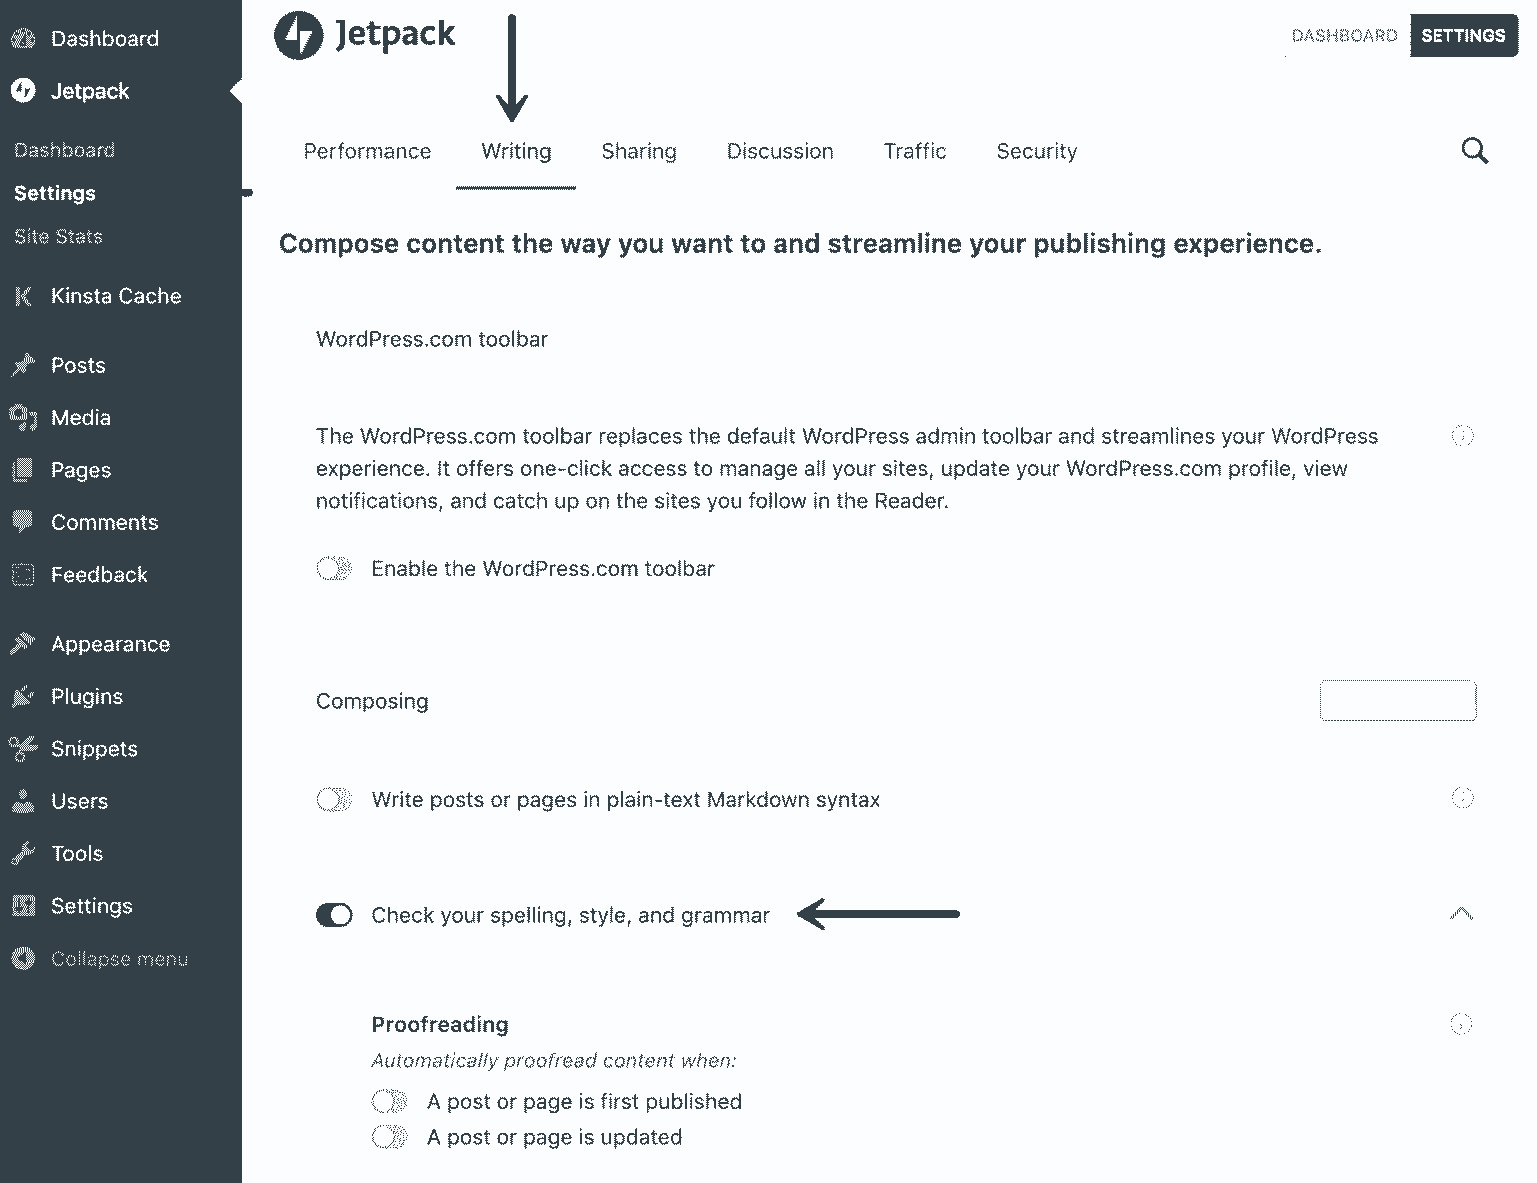 Dashboard
Jetpack
Dashboard
Settings
Site Stats
Kinsta Cache
Posts
Media
Pages
Comments
Feedback
Appearance
Plugins
Snippets
Users
Tools
Settings
Collapse menu
Jetpack
DASHBOARD SETTINGS
Performance Writing Sharing Discussion Traffic Security
Compose content the way you want to and streamline your publishing experience.
WordPress.com toolbar
The WordPress.com toolbar replaces the default WordPress admin toolbar and streamlines your WordPress
experience. It offers one-click access to manage all your sites, update your WordPress.com profile, view
notifications, and catch up on the sites you follow in the Reader.
Enable the WordPress.com toolbar
Composing
Write posts or pages in plain-text Markdown syntax
Check your spelling, style, and grammar
Proofreading
Automatically proofread content when:
A post or page is first published
A post or page is updated